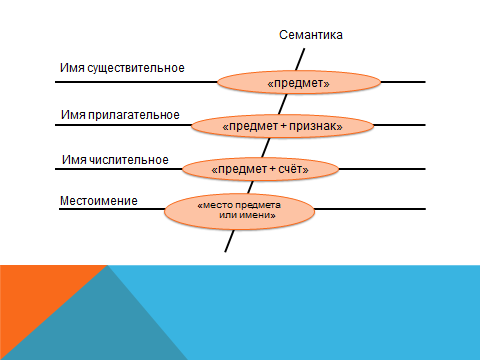 Семантика
Имя существительное
«предмет»
Имя прилагательное
«предмет + признак»
Имя числительное
«предмет + счёт»
Местоимение
«место предмета
или имени»